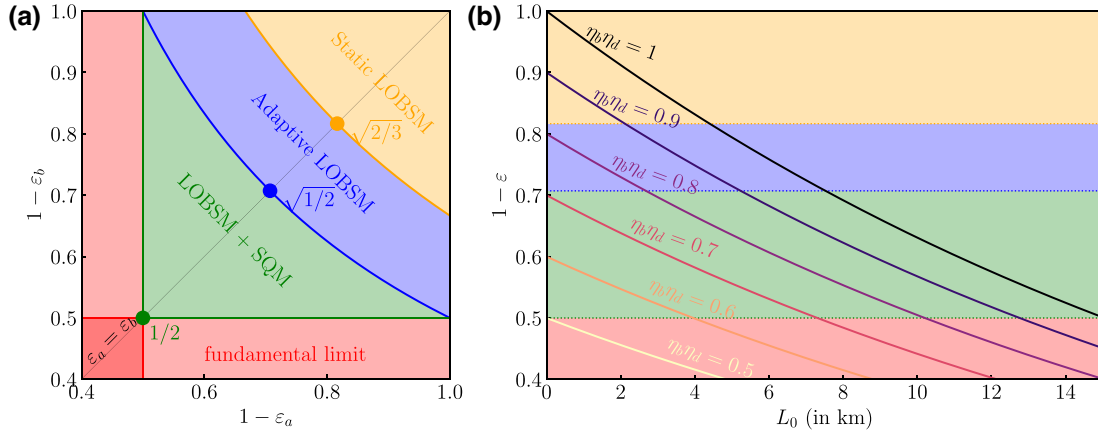 (a)
1.0
0.9
0.8
0.7
0.6
0.5
0.4
1 − ε_b
0.4
0.6
0.8
1.0
1 − ε_a
Static LOBSM
√2/3
Adaptive LOBSM
√1/2
LOBSM + SQM
1/2
ε_a = ε_b
fundamental limit
(b)
1.0
0.9
0.8
0.7
0.6
0.5
0.4
1 − ε
0
2
4
6
8
10
12
14
L_0 (in km)
η_bη_d = 1
η_bη_d = 0.9
η_bη_d = 0.8
η_bη_d = 0.7
η_bη_d = 0.6
η_bη_d = 0.5